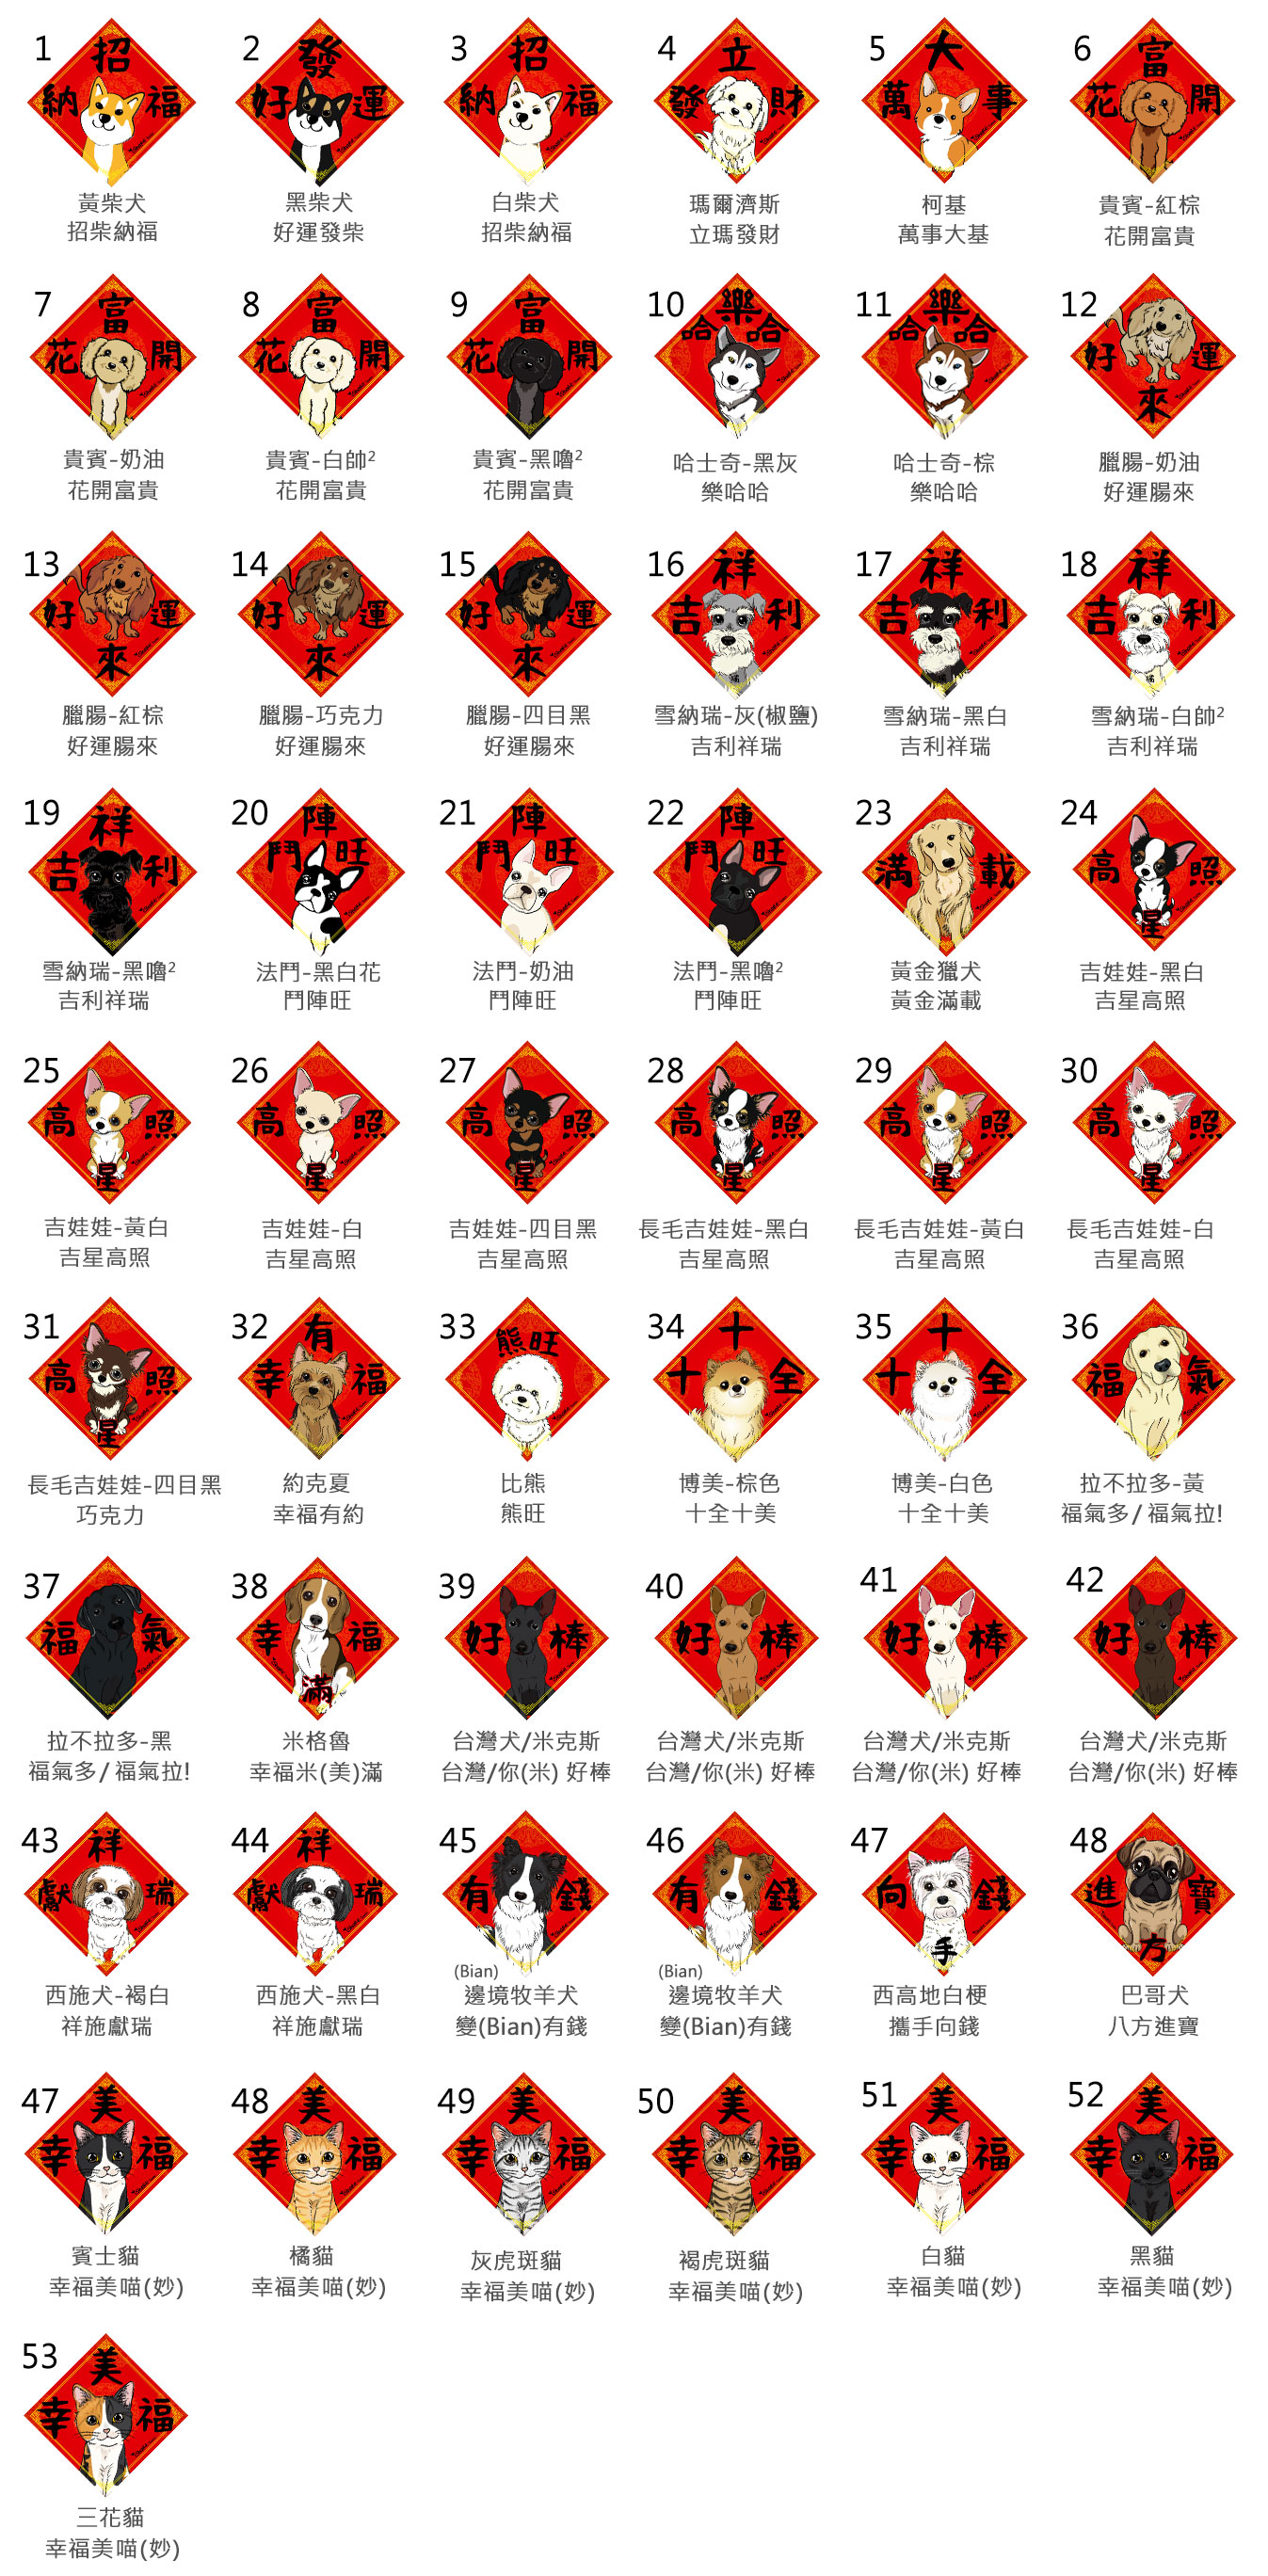 1 招 納 福
黃柴犬
招柴納福
2 發 好 運
黑柴犬
好運發柴
3 招 納 福
白柴犬
招柴納福
4 立 發 財
瑪爾濟斯
立瑪發財
5 大 萬 事
柯基
萬事大基
6 富 花 開
貴賓-紅棕
花開富貴
7 富 花 開
貴賓-奶油
花開富貴
8 富 花 開
貴賓-白帥²
花開富貴
9 富 花 開
貴賓-黑嚕²
花開富貴
10 樂 哈 哈
哈士奇-黑灰
樂哈哈
11 樂 哈 哈
哈士奇-棕
樂哈哈
12 好 運 來
臘腸-奶油
好運腸來
13 好 運 來
臘腸-紅棕
好運腸來
14 好 運 來
臘腸-巧克力
好運腸來
15 好 運 來
臘腸-四目黑
好運腸來
16 祥 吉 利
雪納瑞-灰(椒鹽)
吉利祥瑞
17 祥 吉 利
雪納瑞-黑白
吉利祥瑞
18 祥 吉 利
雪納瑞-白帥²
吉利祥瑞
19 祥 吉 利
雪納瑞-黑嚕²
吉利祥瑞
20 陣 鬥 旺
法鬥-黑白花
鬥陣旺
21 陣 鬥 旺
法鬥-奶油
鬥陣旺
22 陣 鬥 旺
法鬥-黑嚕²
鬥陣旺
23 滿 載
黃金獵犬
黃金滿載
24 高 照 星
吉娃娃-黑白
吉星高照
25 高 照 星
吉娃娃-黃白
吉星高照
26 高 照 星
吉娃娃-白
吉星高照
27 高 照 星
吉娃娃-四目黑
吉星高照
28 高 照 星
長毛吉娃娃-黑白
吉星高照
29 高 照 星
長毛吉娃娃-黃白
吉星高照
30 高 照 星
長毛吉娃娃-白
吉星高照
31 高 照 星
長毛吉娃娃-四目黑
巧克力
32 有 幸 福
約克夏
幸福有約
33 熊旺
比熊
熊旺
34 十 十 全
博美-棕色
十全十美
35 十 十 全
博美-白色
十全十美
36 福 氣
拉不拉多-黃
福氣多/福氣拉!
37 福 氣
拉不拉多-黑
福氣多/福氣拉!
38 幸 福 滿
米格魯
幸福米(美)滿
39 好 棒
台灣犬/米克斯
台灣/你(米) 好棒
40 好 棒
台灣犬/米克斯
台灣/你(米) 好棒
41 好 棒
台灣犬/米克斯
台灣/你(米) 好棒
42 好 棒
台灣犬/米克斯
台灣/你(米) 好棒
43 祥 獻 瑞
西施犬-褐白
祥施獻瑞
44 祥 獻 瑞
西施犬-黑白
祥施獻瑞
45 有 錢
(Bian)
邊境牧羊犬
變(Bian)有錢
46 有 錢
(Bian)
邊境牧羊犬
變(Bian)有錢
47 向 錢 手
西高地白梗
攜手向錢
48 進 寶 方
巴哥犬
八方進寶
47 美 幸 福
賓士貓
幸福美喵(妙)
48 美 幸 福
橘貓
幸福美喵(妙)
49 美 幸 福
灰虎斑貓
幸福美喵(妙)
50 美 幸 福
褐虎斑貓
幸福美喵(妙)
51 美 幸 福
白貓
幸福美喵(妙)
52 美 幸 福
黑貓
幸福美喵(妙)
53 美 幸 福
三花貓
幸福美喵(妙)